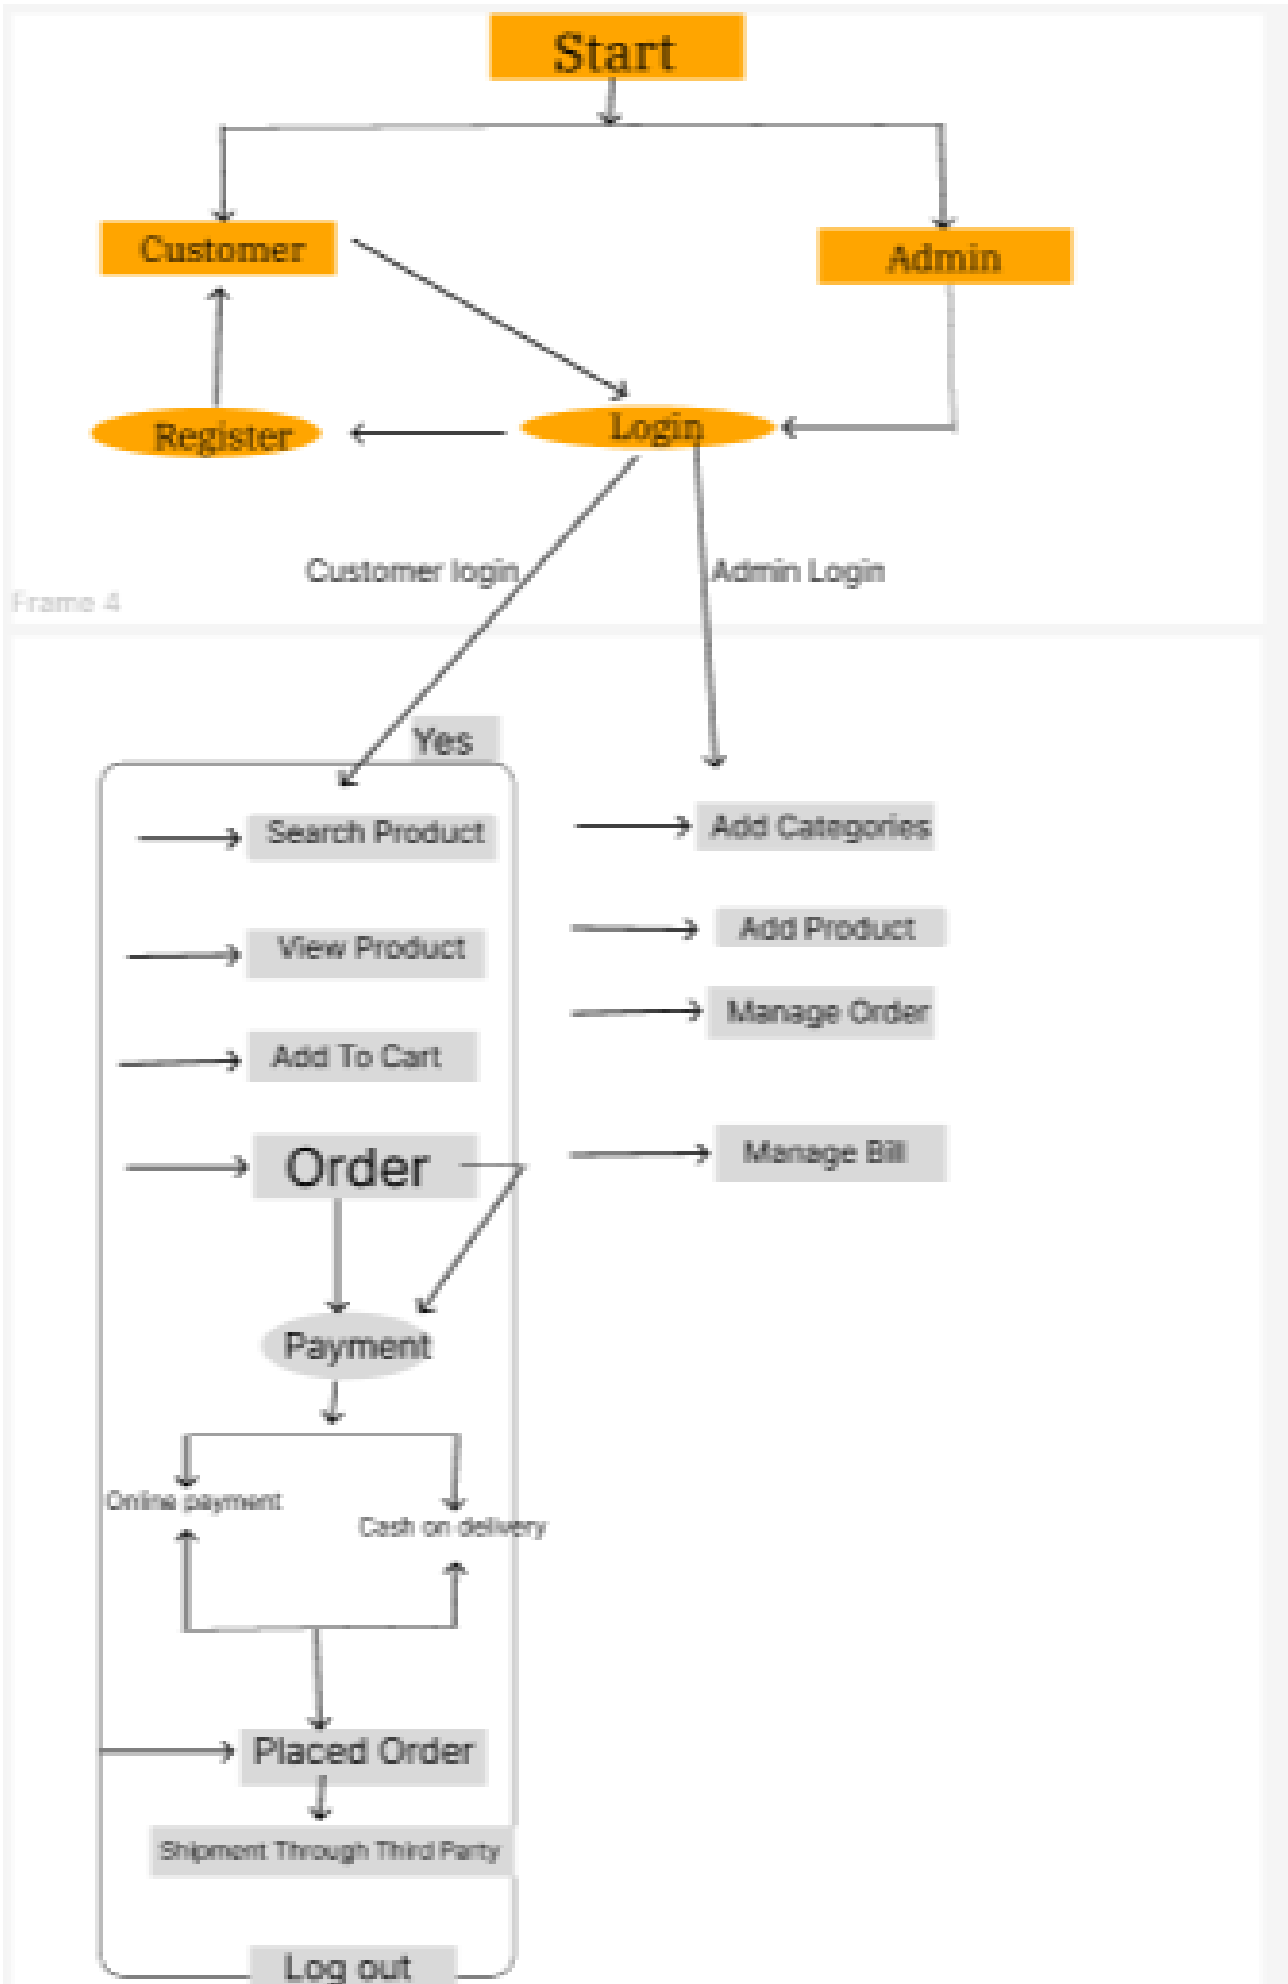 Start
Customer
Admin
Register
Login
Customer login
Admin Login
Frame 4
Yes
Search Product
Add Categories
View Product
Add Product
Manage Order
Add To Cart
Order
Manage Bill
Payment
Online payment
Cash on delivery
Placed Order
Shipment Through Third Party
Log out